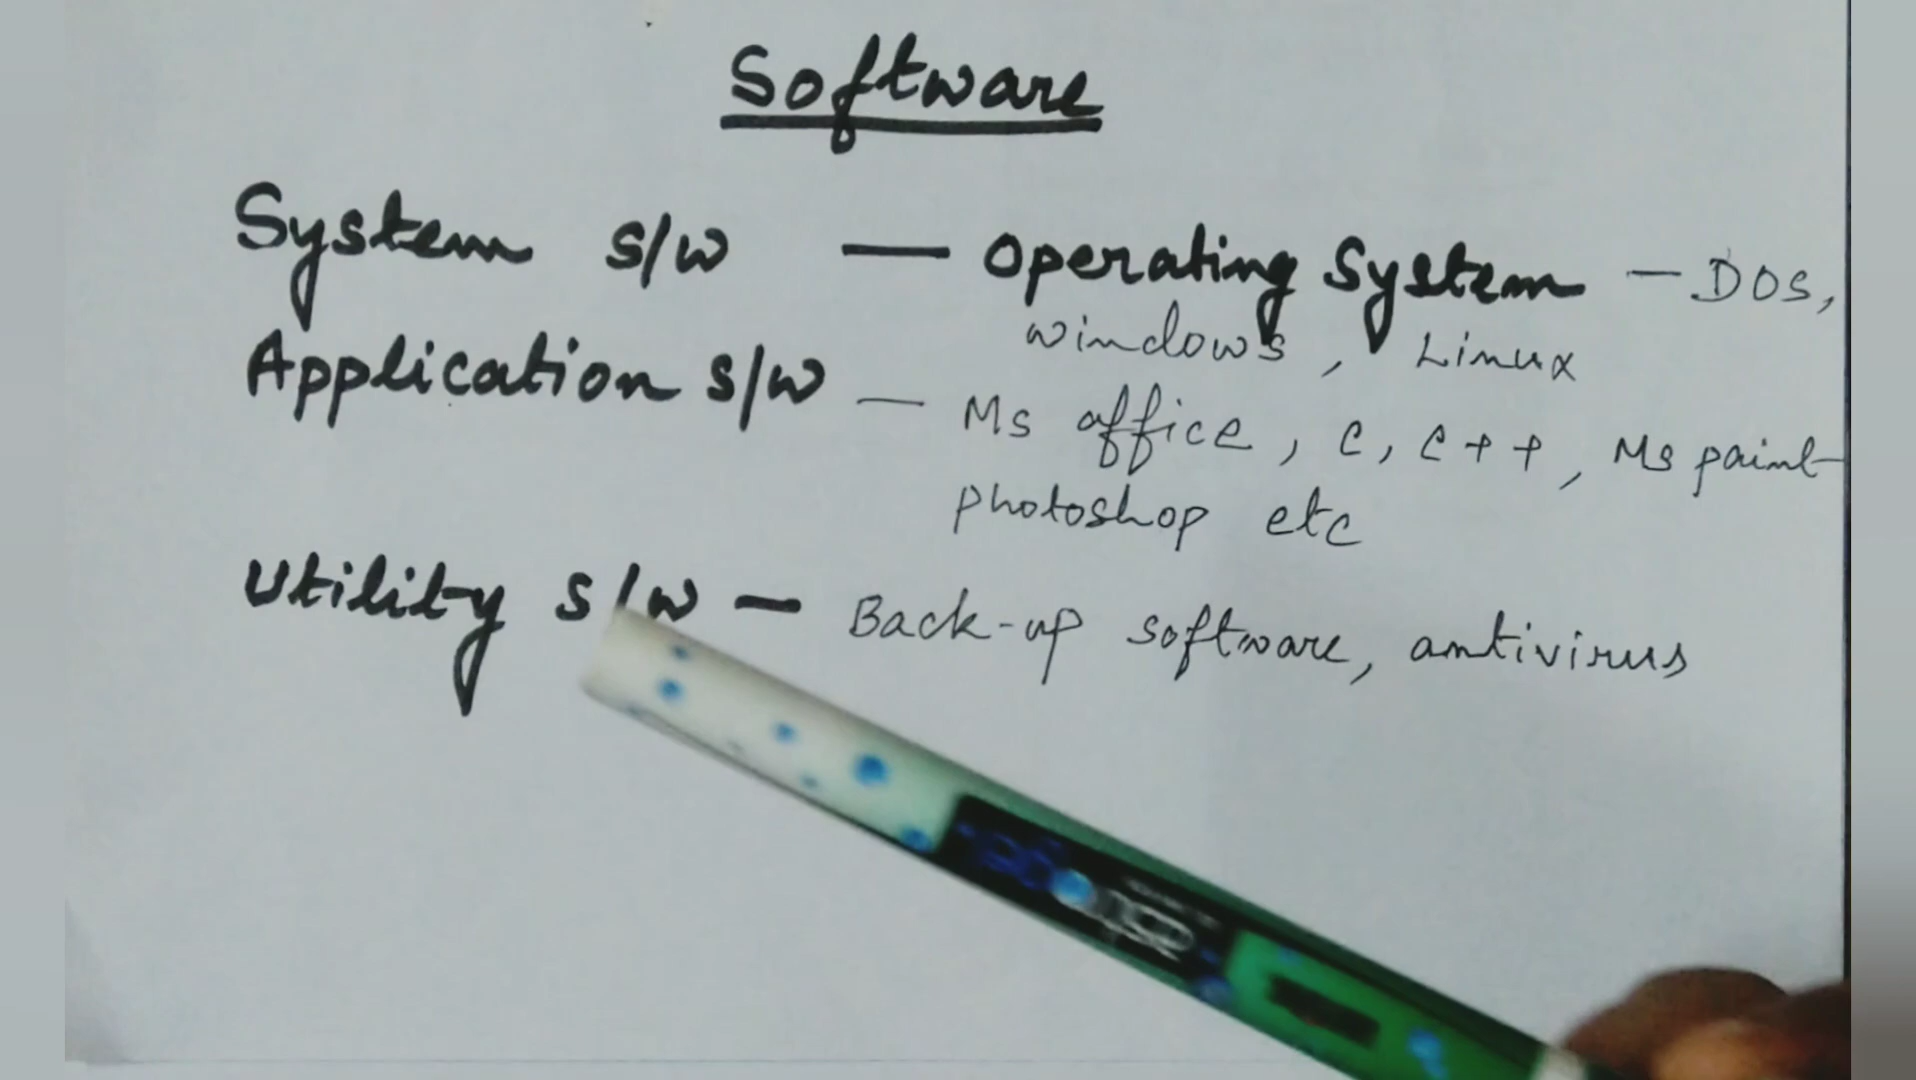 Software
System s/w — Operating System — DOS,
windows, Linux
Application s/w — Ms office, c, c++, Ms paint
photoshop etc
Utility s/w — Back-up software, antivirus